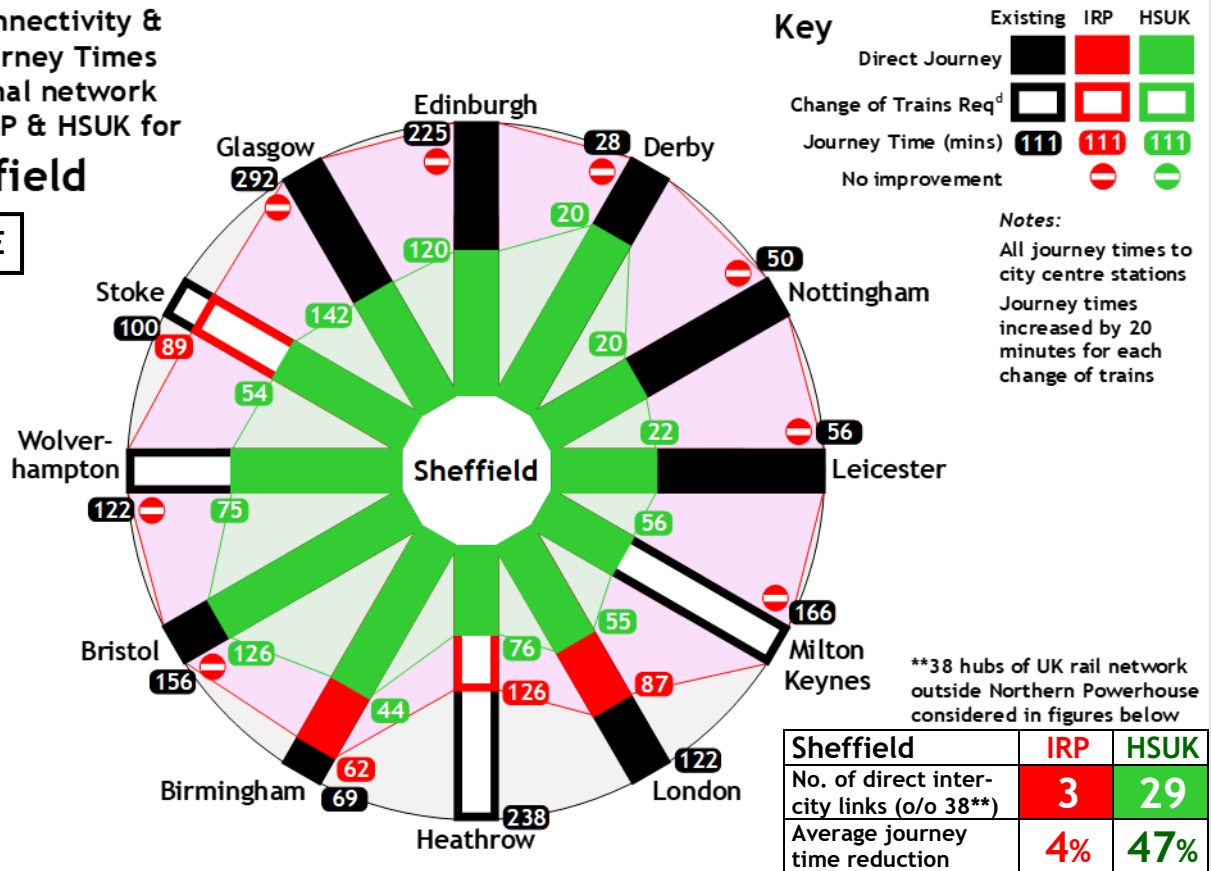 nnectivity &
rney Times
nal network
P & HSUK for
field
E
Key
Existing IRP HSUK
Direct Journey
Change of Trains Reqᵈ
Journey Time (mins) 111 111 111
No improvement
Notes:
All journey times to
city centre stations
Journey times
increased by 20
minutes for each
change of trains
Edinburgh
225
120
Derby
28
20
Nottingham
50
20
Leicester
56
22
Milton
Keynes
166
56
London
122
87
55
Heathrow
238
126
76
Birmingham
69
62
44
Bristol
156
126
Wolver-
hampton
122
75
Stoke
100
89
54
Glasgow
292
142
Sheffield
**38 hubs of UK rail network
outside Northern Powerhouse
considered in figures below
Sheffield IRP HSUK
No. of direct inter-
city links (o/o 38**) 3 29
Average journey
time reduction 4% 47%